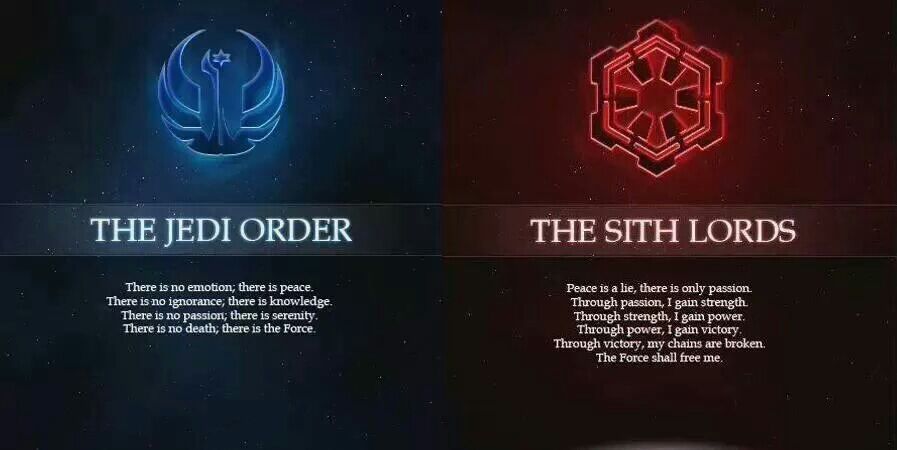 THE JEDI ORDER
There is no emotion; there is peace.
There is no ignorance; there is knowledge.
There is no passion; there is serenity.
There is no death; there is the Force.
THE SITH LORDS
Peace is a lie, there is only passion.
Through passion, I gain strength.
Through strength, I gain power.
Through power, I gain victory.
Through victory, my chains are broken.
The Force shall free me.